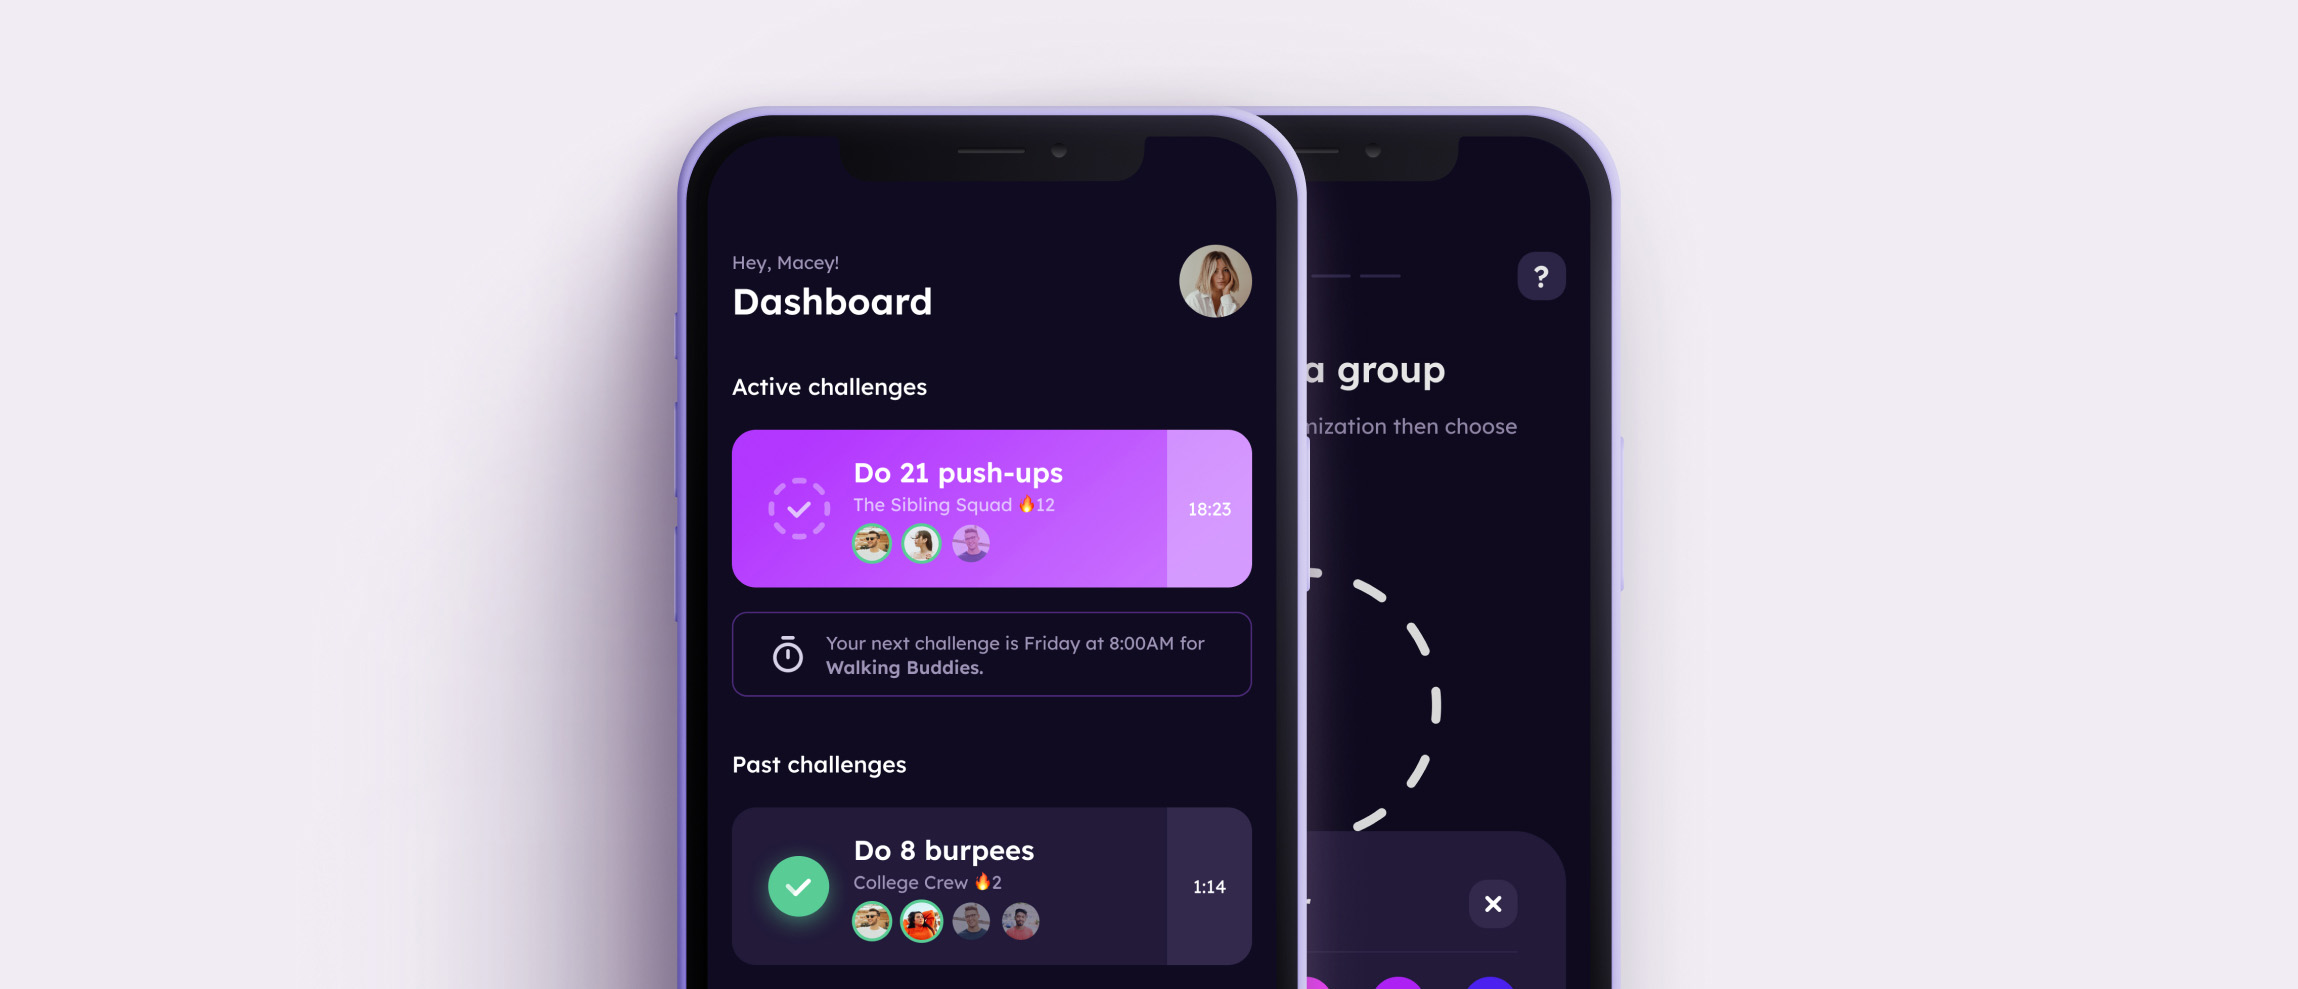 Hey, Macey!
Dashboard
Active challenges
Do 21 push-ups
The Sibling Squad 🔥12
18:23
Your next challenge is Friday at 8:00AM for
Walking Buddies.
Past challenges
Do 8 burpees
College Crew 🔥2
1:14
?
a group
then choose